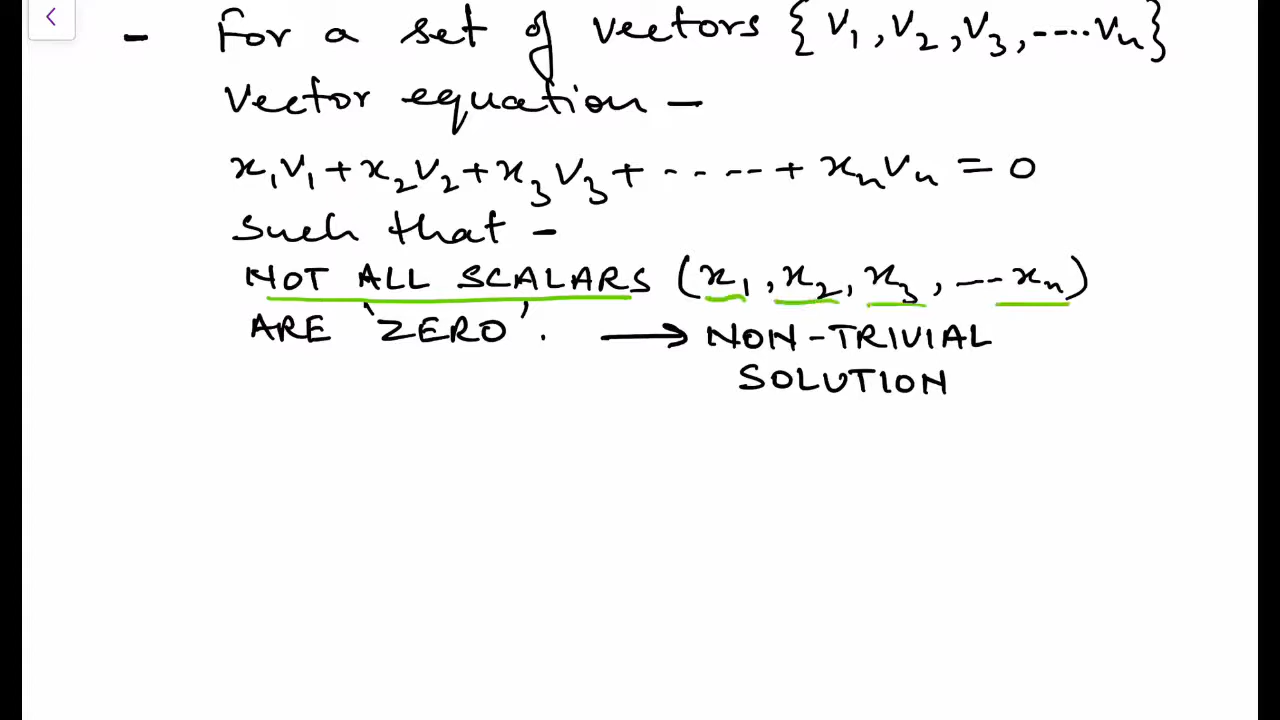 - For a set of vectors {V₁, V₂, V₃, ----Vₙ}
Vector equation -
x₁V₁ + x₂V₂ + x₃V₃ + ----- + xₙVₙ = 0
Such that -
NOT ALL SCALARS (x₁, x₂, x₃, ---xₙ)
ARE 'ZERO'. → NON-TRIVIAL
SOLUTION